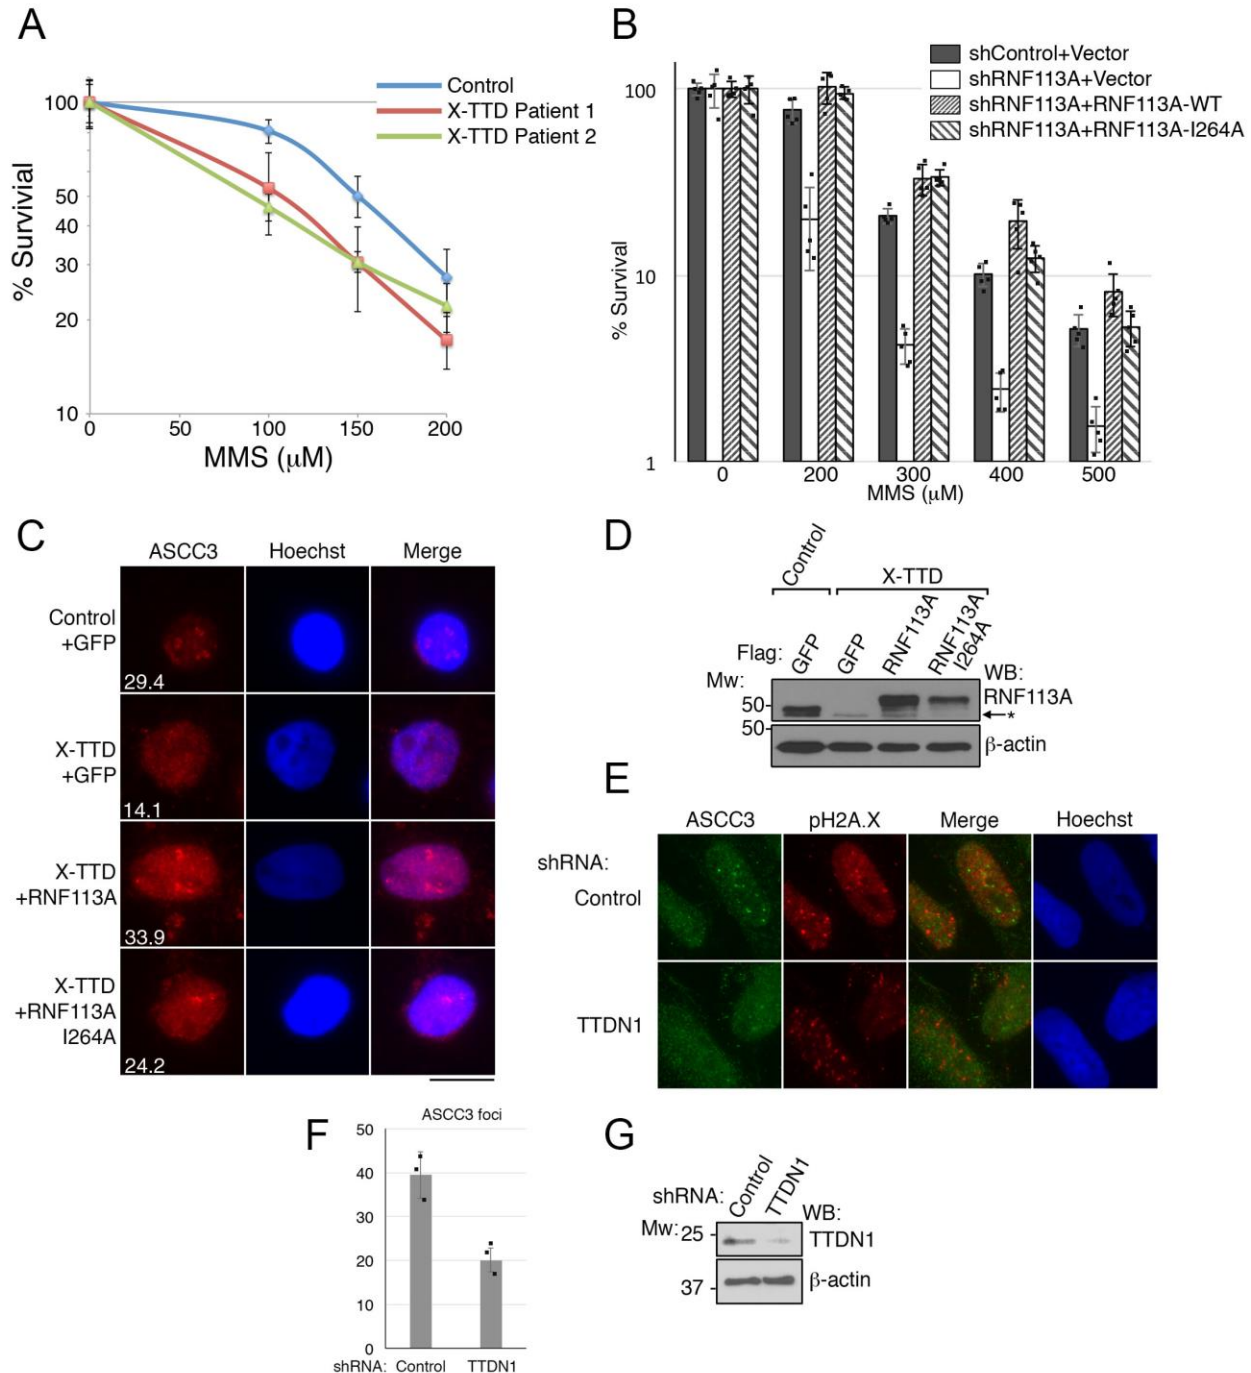 A
100
50
40
30
20
10
0
50
100
150
200
% Survivial
MMS (μM)
Control
X-TTD Patient 1
X-TTD Patient 2
B
shControl+Vector
shRNF113A+Vector
shRNF113A+RNF113A-WT
shRNF113A+RNF113A-I264A
100
10
1
% Survival
0
200
300
400
500
MMS (μM)
C
ASCC3
Hoechst
Merge
Control
+GFP
29.4
X-TTD
+GFP
14.1
X-TTD
+RNF113A
33.9
X-TTD
+RNF113A
I264A
24.2
D
Control
X-TTD
Flag:
GFP
GFP
RNF113A
RNF113A
I264A
WB:
Mw:
50
RNF113A
*
50
β-actin
E
ASCC3
pH2A.X
Merge
Hoechst
shRNA:
Control
TTDN1
F
ASCC3 foci
50
40
30
20
10
0
shRNA:
Control
TTDN1
G
shRNA:
Control
TTDN1
WB:
Mw:
25
TTDN1
37
β-actin